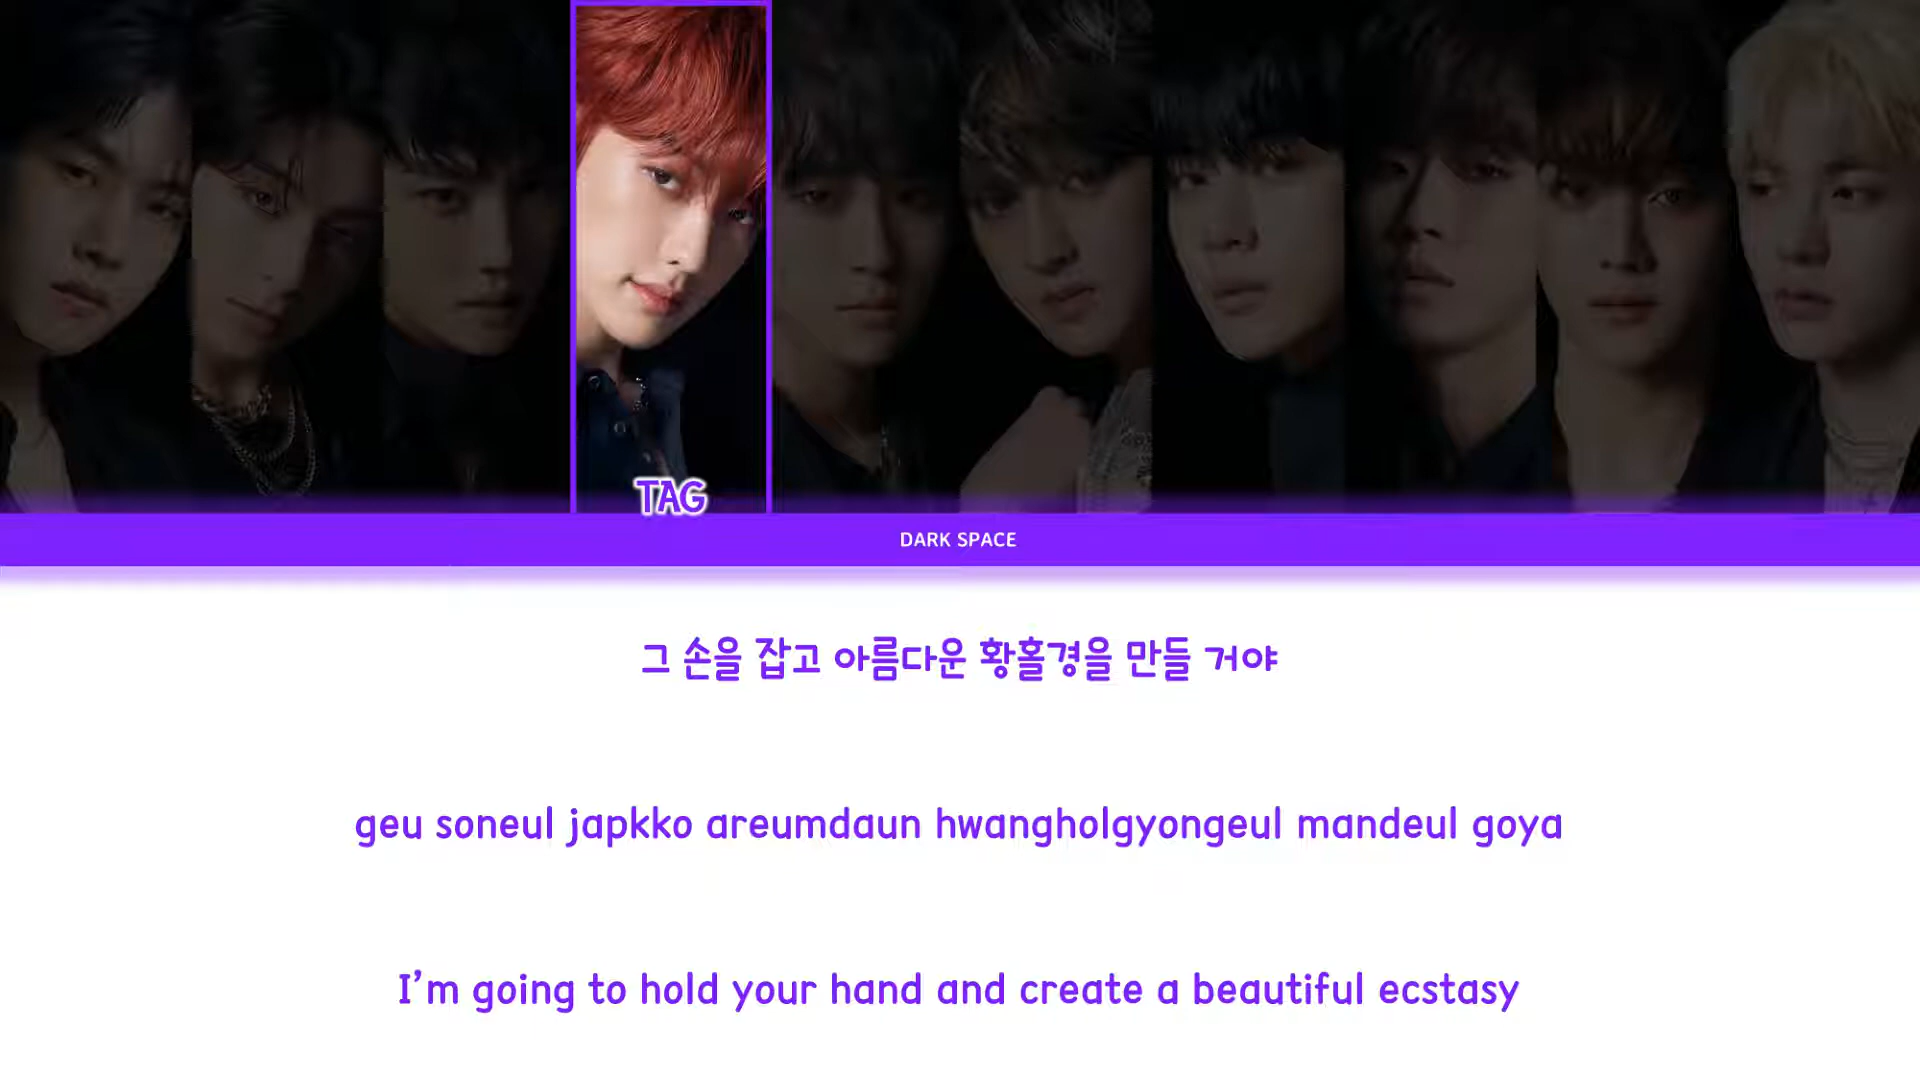 TAG
DARK SPACE
그 손을 잡고 아름다운 황홀경을 만들 거야
geu soneul japkko areumdaun hwangholgyongeul mandeul goya
I’m going to hold your hand and create a beautiful ecstasy